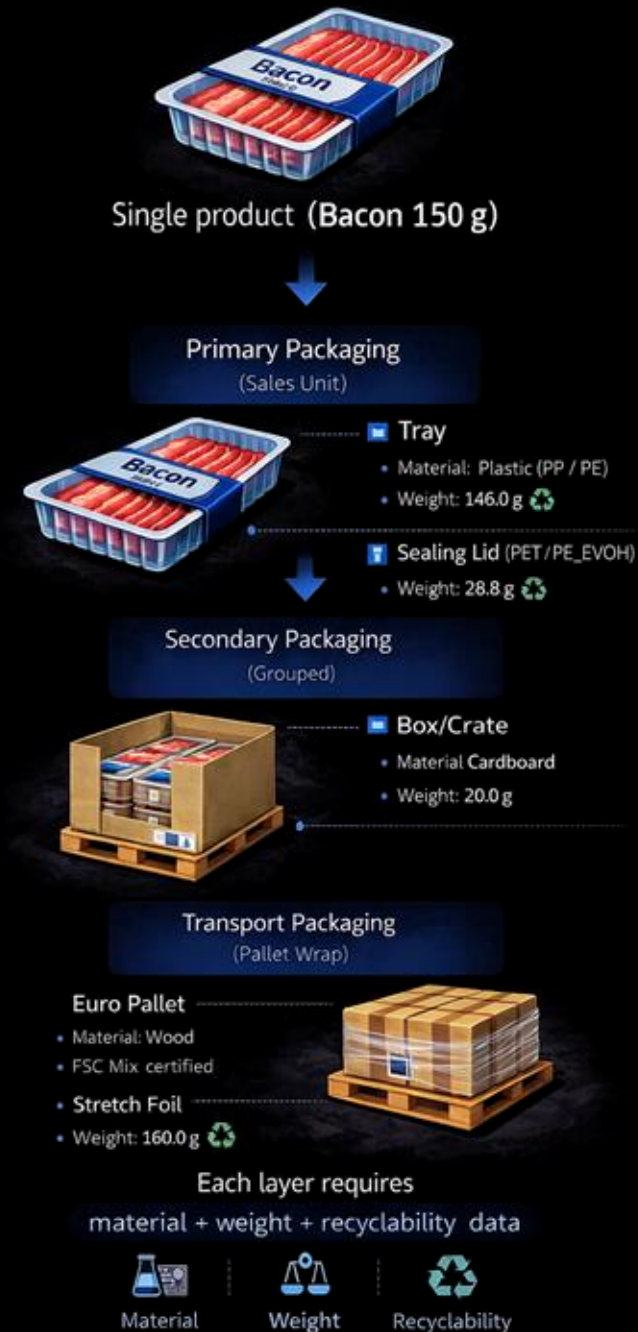 Bacon
Single product (Bacon 150 g)
Primary Packaging
(Sales Unit)
Bacon
Tray
• Material: Plastic (PP / PE)
• Weight: 146.0 g
Sealing Lid (PET/PE_EVOH)
• Weight: 28.8 g
Secondary Packaging
(Grouped)
Box/Crate
• Material Cardboard
• Weight: 20.0 g
Transport Packaging
(Pallet Wrap)
Euro Pallet
• Material: Wood
• FSC Mix certified
• Stretch Foil
• Weight: 160.0 g
Each layer requires
material + weight + recyclability data
Material
Weight
Recyclability